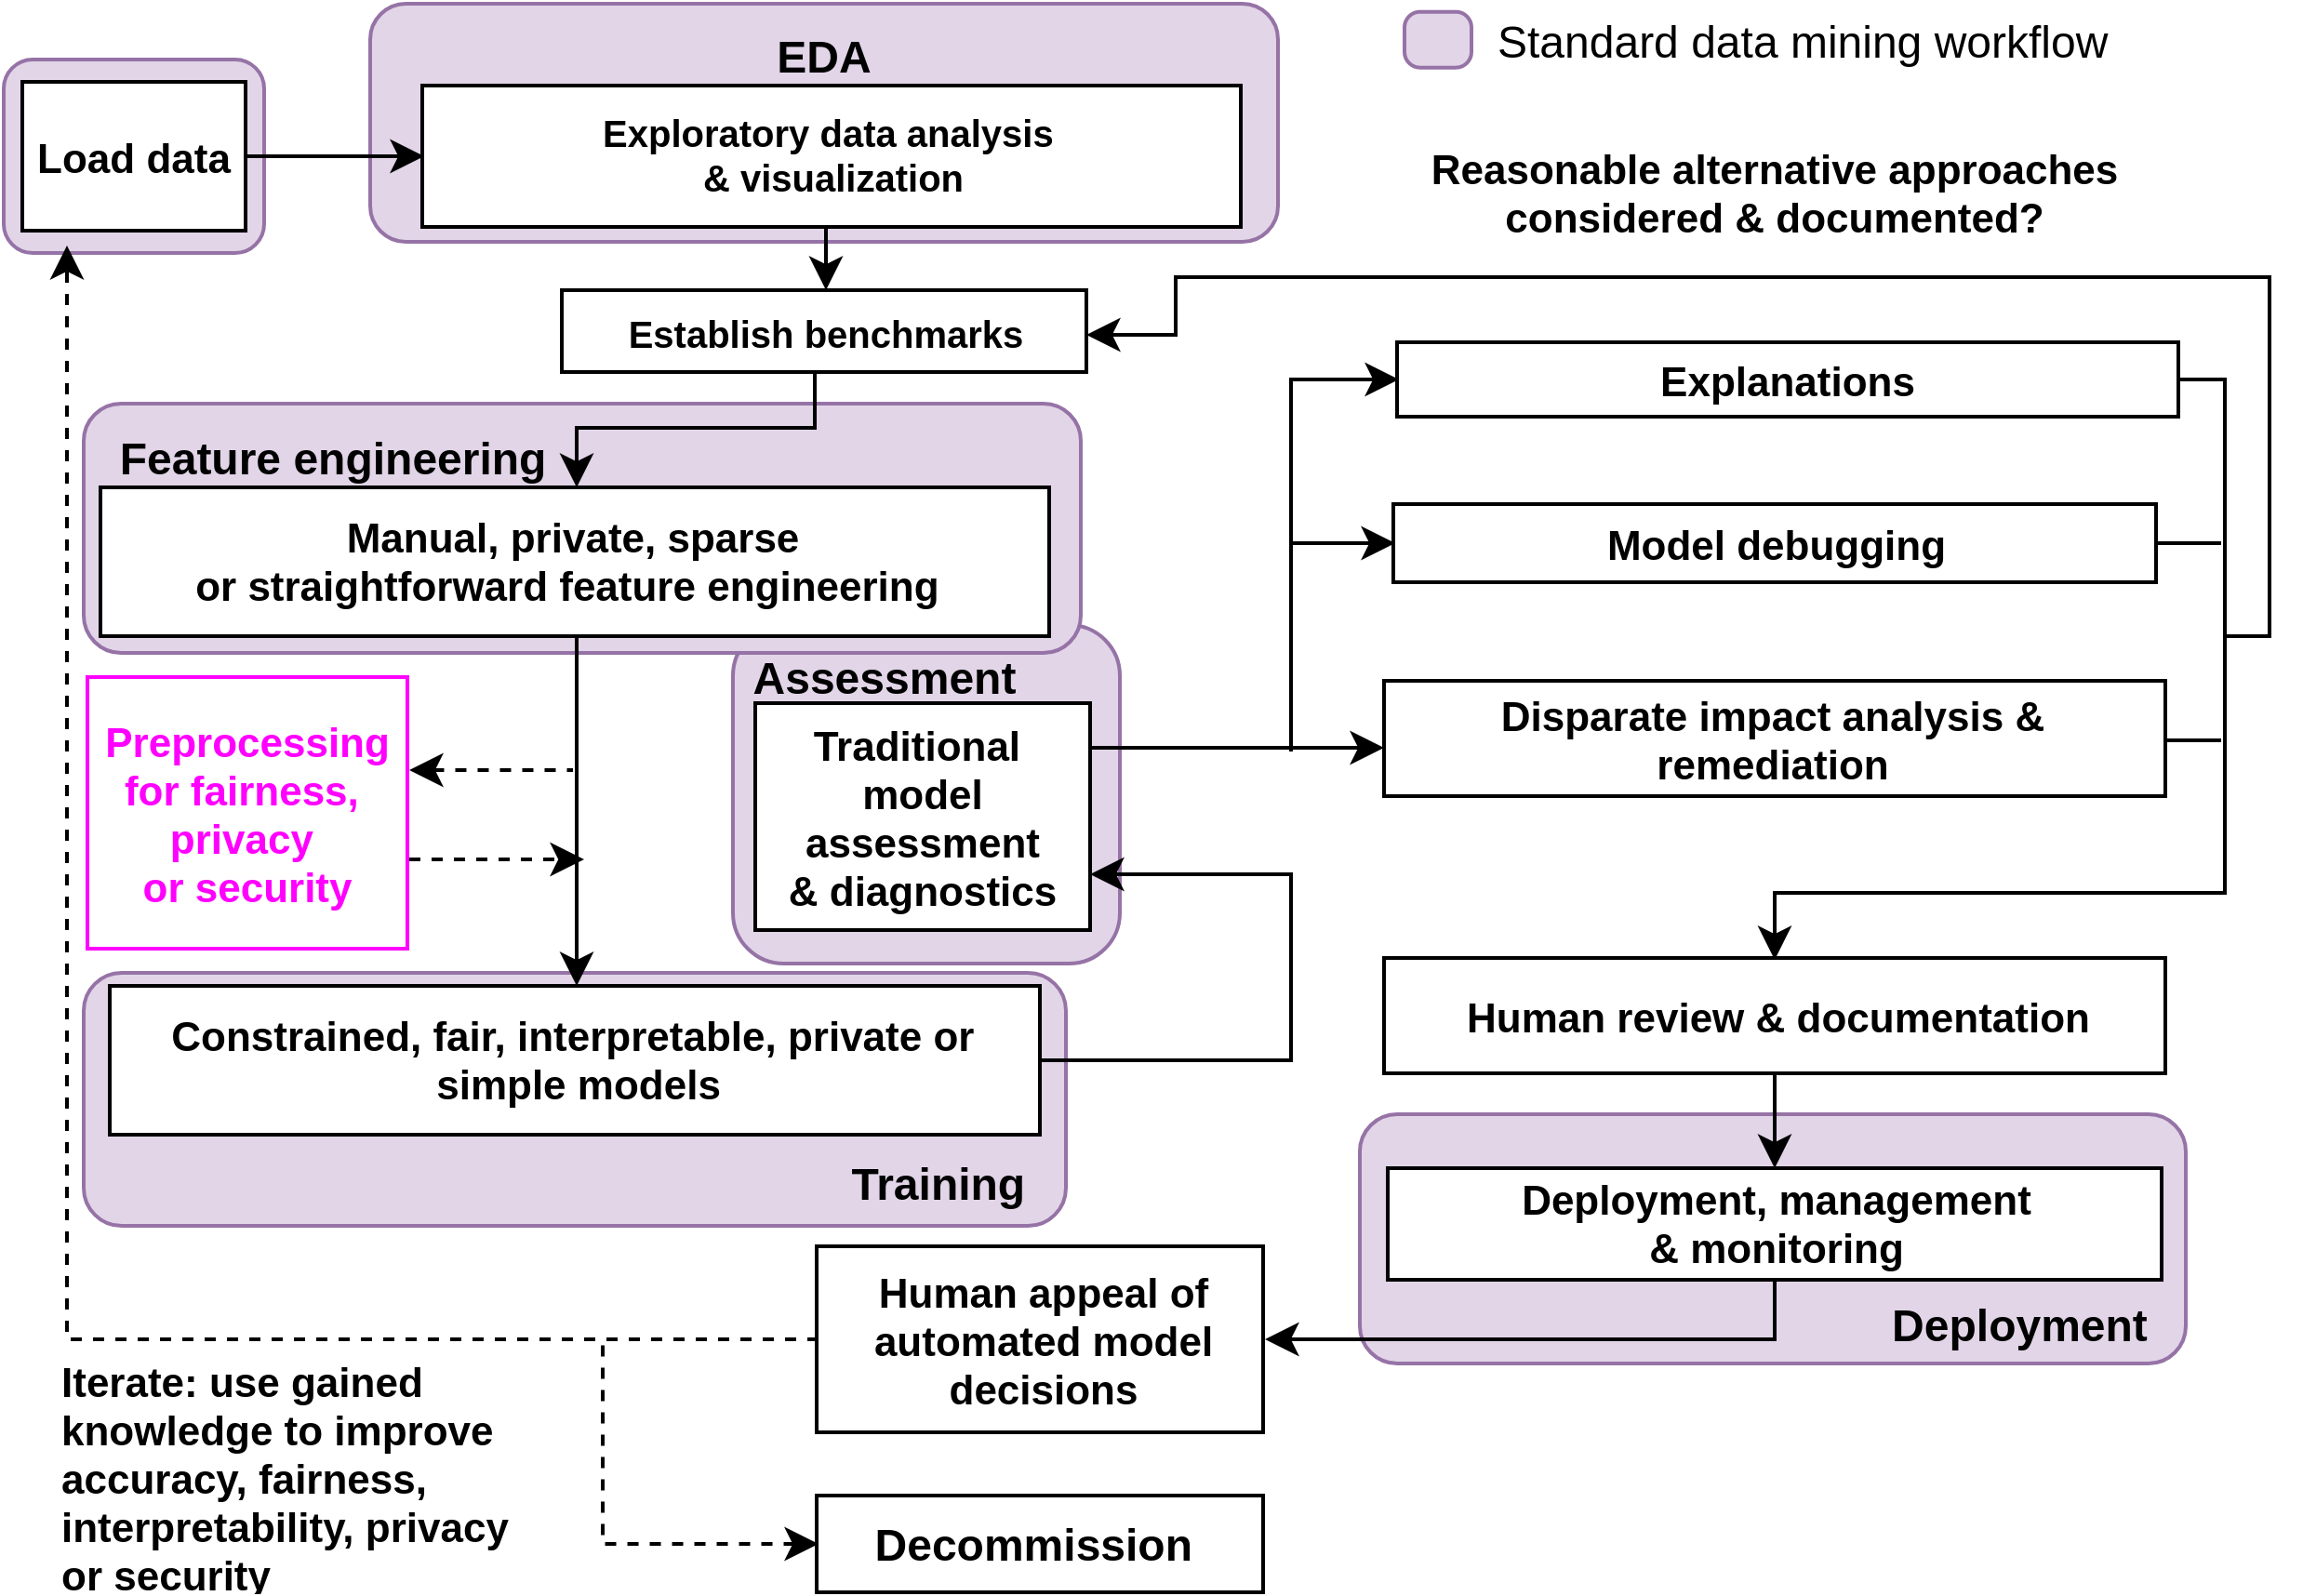 EDA
Standard data mining workflow
Load data
Exploratory data analysis
& visualization
Reasonable alternative approaches
considered & documented?
Establish benchmarks
Explanations
Feature engineering
Manual, private, sparse
or straightforward feature engineering
Model debugging
Assessment
Preprocessing
for fairness,
privacy
or security
Traditional
model
assessment
& diagnostics
Disparate impact analysis &
remediation
Constrained, fair, interpretable, private or
simple models
Training
Human review & documentation
Deployment, management
& monitoring
Deployment
Human appeal of
automated model
decisions
Iterate: use gained
knowledge to improve
accuracy, fairness,
interpretability, privacy
or security
Decommission